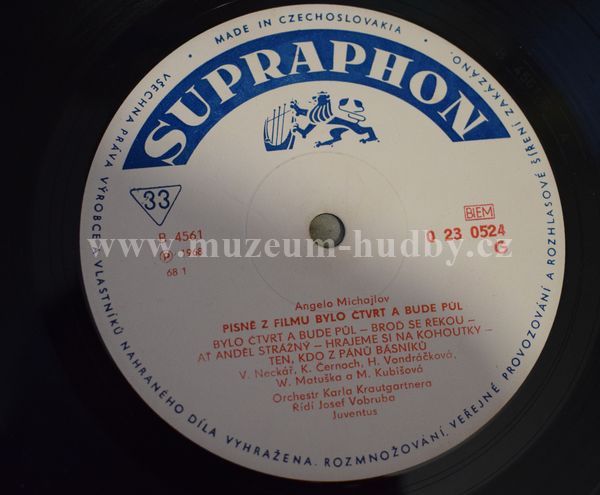 MADE IN CZECHOSLOVAKIA
SUPRAPHON
33
R 4561
Ⓟ 1968
68 1
BIEM
0 23 0524
G
www.muzeum-hudby.cz
Angelo Michajlov
PÍSNĚ Z FILMU BYLO ČTVRT A BUDE PŮL
BYLO ČTVRT A BUDE PŮL – BROĎ SE ŘEKOU –
AŤ ANDĚL STRÁŽNÝ – HRAJEME SI NA KOHOUTKY –
TEN, KDO Z PÁNŮ BÁSNÍKŮ
V. Neckář, K. Černoch, H. Vondráčková,
W. Matuška a M. Kubišová
Orchestr Karla Krautgartnera
Řídí Josef Vobruba
Juventus
VŠECHNA PRÁVA VÝROBCE A VLASTNÍKŮ NAHRANÉHO DÍLA VYHRAŽENA. ROZMNOŽOVÁNÍ, VEŘEJNÉ PROVOZOVÁNÍ A ROZHLASOVÉ ŠÍŘENÍ ZAKÁZÁNO